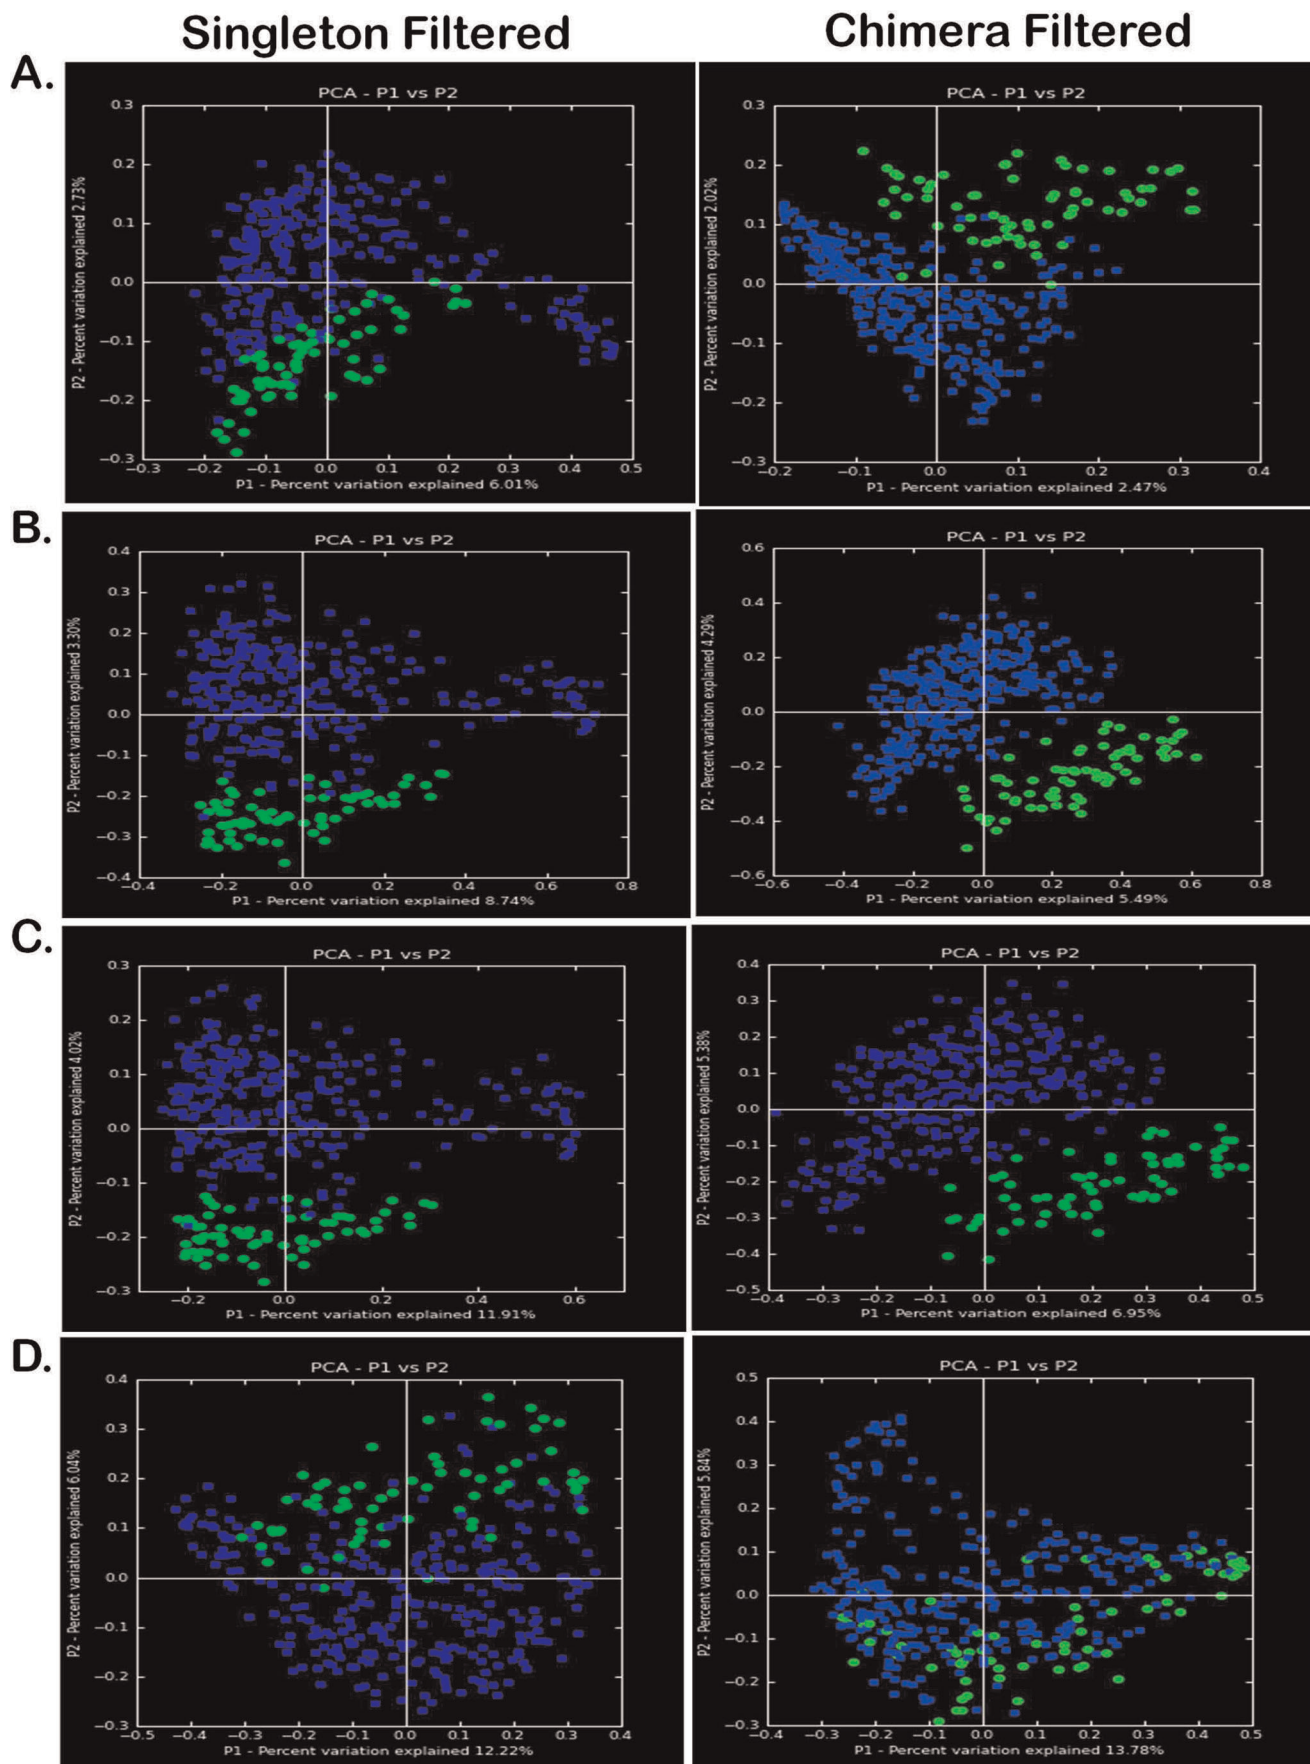 Singleton Filtered
Chimera Filtered
A.
PCA - P1 vs P2
P2 - Percent variation explained 2.73%
0.3
0.2
0.1
0.0
−0.1
−0.2
−0.3
−0.3 −0.2 −0.1 0.0 0.1 0.2 0.3 0.4 0.5
P1 - Percent variation explained 6.01%
PCA - P1 vs P2
P2 - Percent variation explained 2.02%
0.3
0.2
0.1
0.0
−0.1
−0.2
−0.3
−0.2 −0.1 0.0 0.1 0.2 0.3 0.4
P1 - Percent variation explained 2.47%
B.
PCA - P1 vs P2
P2 - Percent variation explained 3.30%
0.4
0.3
0.2
0.1
0.0
−0.1
−0.2
−0.3
−0.4
−0.4 −0.2 0.0 0.2 0.4 0.6 0.8
P1 - Percent variation explained 8.74%
PCA - P1 vs P2
P2 - Percent variation explained 4.29%
0.6
0.4
0.2
0.0
−0.2
−0.4
−0.6
−0.6 −0.4 −0.2 0.0 0.2 0.4 0.6 0.8
P1 - Percent variation explained 5.49%
C.
PCA - P1 vs P2
P2 - Percent variation explained 4.02%
0.3
0.2
0.1
0.0
−0.1
−0.2
−0.3
−0.2 0.0 0.2 0.4 0.6
P1 - Percent variation explained 11.91%
PCA - P1 vs P2
P2 - Percent variation explained 5.38%
0.4
0.3
0.2
0.1
0.0
−0.1
−0.2
−0.3
−0.4
−0.5
−0.4 −0.3 −0.2 −0.1 0.0 0.1 0.2 0.3 0.4 0.5
P1 - Percent variation explained 6.95%
D.
PCA - P1 vs P2
P2 - Percent variation explained 6.04%
0.4
0.3
0.2
0.1
0.0
−0.1
−0.2
−0.3
−0.5 −0.4 −0.3 −0.2 −0.1 0.0 0.1 0.2 0.3 0.4
P1 - Percent variation explained 12.22%
PCA - P1 vs P2
P2 - Percent variation explained 5.84%
0.5
0.4
0.3
0.2
0.1
0.0
−0.1
−0.2
−0.3
−0.4 −0.3 −0.2 −0.1 0.0 0.1 0.2 0.3 0.4 0.5
P1 - Percent variation explained 13.78%